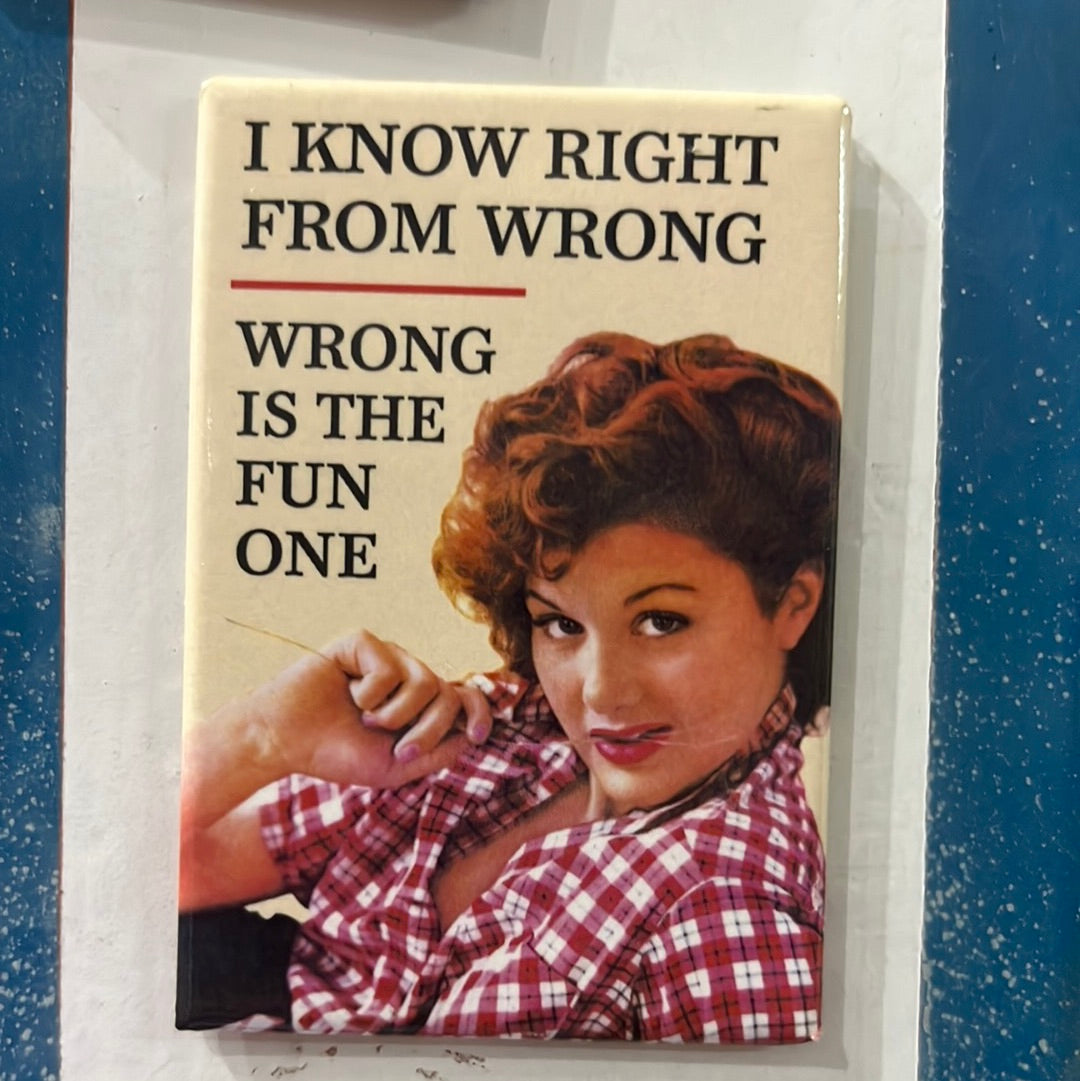 I KNOW RIGHT
FROM WRONG
WRONG
IS THE
FUN
ONE